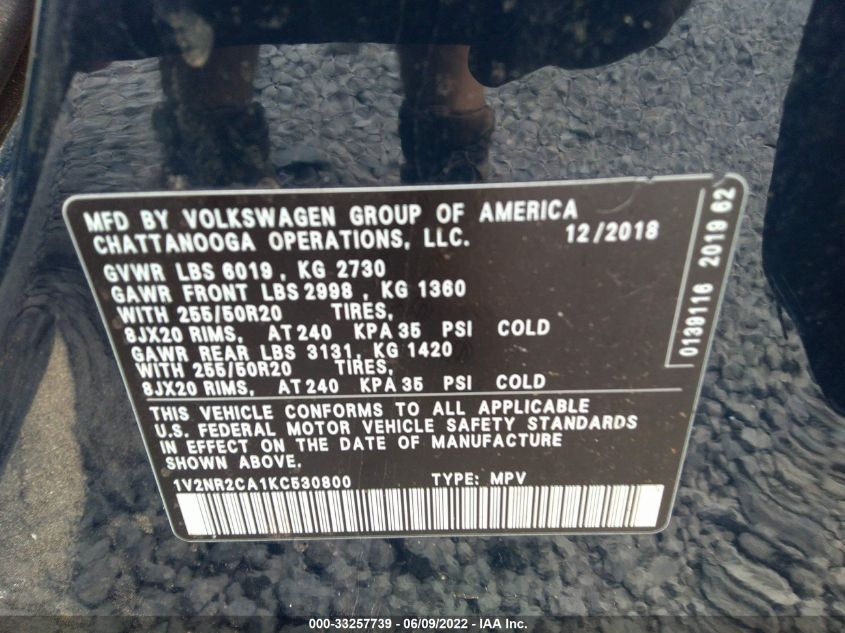 MFD BY VOLKSWAGEN GROUP OF AMERICA
CHATTANOOGA OPERATIONS, LLC. 12/2018
GVWR LBS 6019 , KG 2730
GAWR FRONT LBS 2998 , KG 1360
WITH 255/50R20 TIRES,
8JX20 RIMS, AT 240 KPA 35 PSI COLD
GAWR REAR LBS 3131, KG 1420
WITH 255/50R20 TIRES,
8JX20 RIMS, AT 240 KPA 35 PSI COLD
THIS VEHICLE CONFORMS TO ALL APPLICABLE
U.S. FEDERAL MOTOR VEHICLE SAFETY STANDARDS
IN EFFECT ON THE DATE OF MANUFACTURE
SHOWN ABOVE.
1V2NR2CA1KC530800 TYPE: MPV
0139116 2019 62
000-33257739 - 06/09/2022 - IAA Inc.